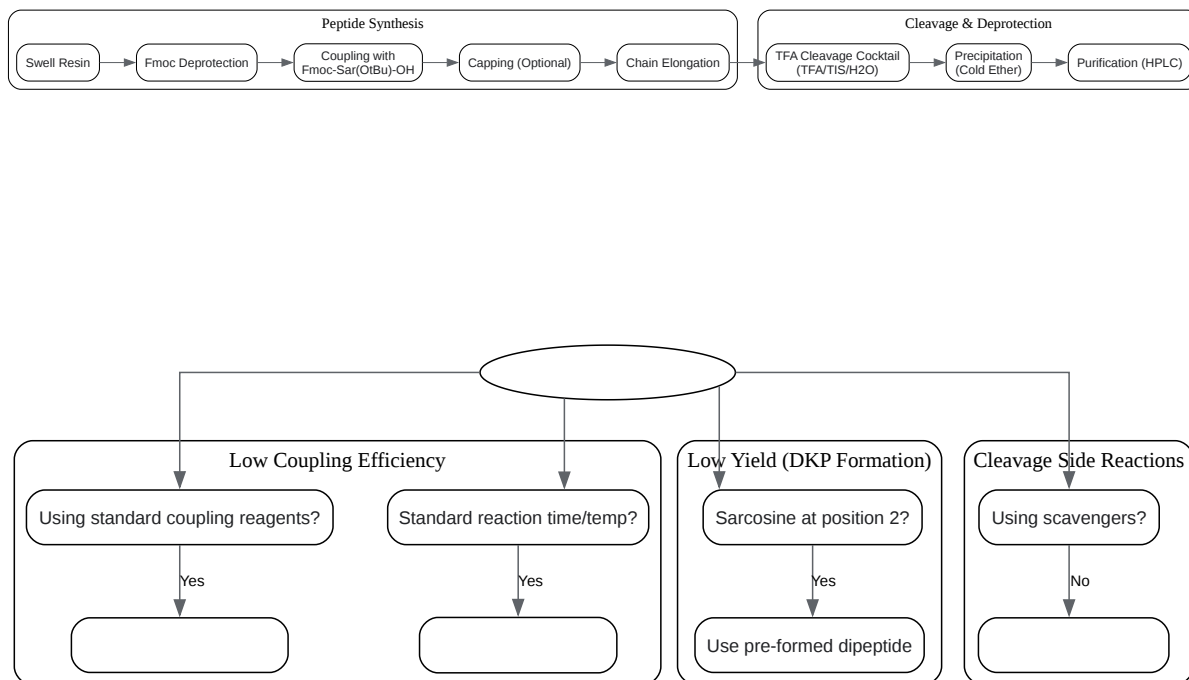 Peptide Synthesis
Cleavage & Deprotection
Swell Resin
Fmoc Deprotection
Coupling with
Fmoc-Sar(OtBu)-OH
Capping (Optional)
Chain Elongation
TFA Cleavage Cocktail
(TFA/TIS/H2O)
Precipitation
(Cold Ether)
Purification (HPLC)
Low Coupling Efficiency
Low Yield (DKP Formation)
Cleavage Side Reactions
Using standard coupling reagents?
Standard reaction time/temp?
Sarcosine at position 2?
Using scavengers?
Yes
Yes
Yes
No
Use pre-formed dipeptide